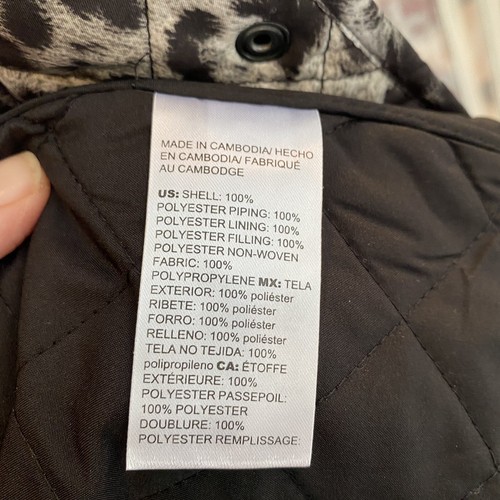 MADE IN CAMBODIA/ HECHO
EN CAMBODIA/ FABRIQUÉ
AU CAMBODGE
US: SHELL: 100%
POLYESTER PIPING: 100%
POLYESTER LINING: 100%
POLYESTER FILLING: 100%
POLYESTER NON-WOVEN
FABRIC: 100%
POLYPROPYLENE MX: TELA
EXTERIOR: 100% poliéster
RIBETE: 100% poliéster
FORRO: 100% poliéster
RELLENO: 100% poliéster
TELA NO TEJIDA: 100%
polipropileno CA: ÉTOFFE
EXTÉRIEURE: 100%
POLYESTER PASSEPOIL:
100% POLYESTER
DOUBLURE: 100%
POLYESTER REMPLISSAGE: